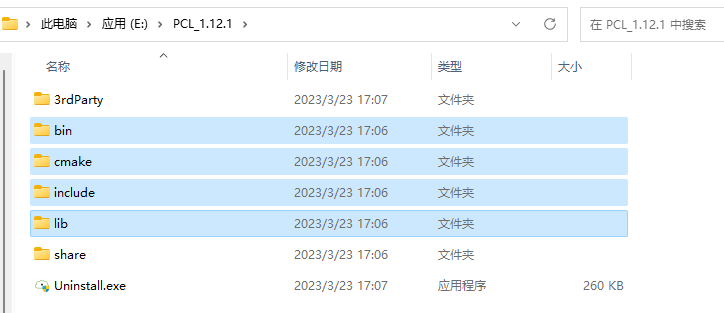 此电脑 > 应用 (E:) > PCL_1.12.1 > 在 PCL_1.12.1 中搜索
名称 修改日期 类型 大小
3rdParty 2023/3/23 17:07 文件夹
bin 2023/3/23 17:06 文件夹
cmake 2023/3/23 17:06 文件夹
include 2023/3/23 17:06 文件夹
lib 2023/3/23 17:06 文件夹
share 2023/3/23 17:06 文件夹
Uninstall.exe 2023/3/23 17:07 应用程序 260 KB